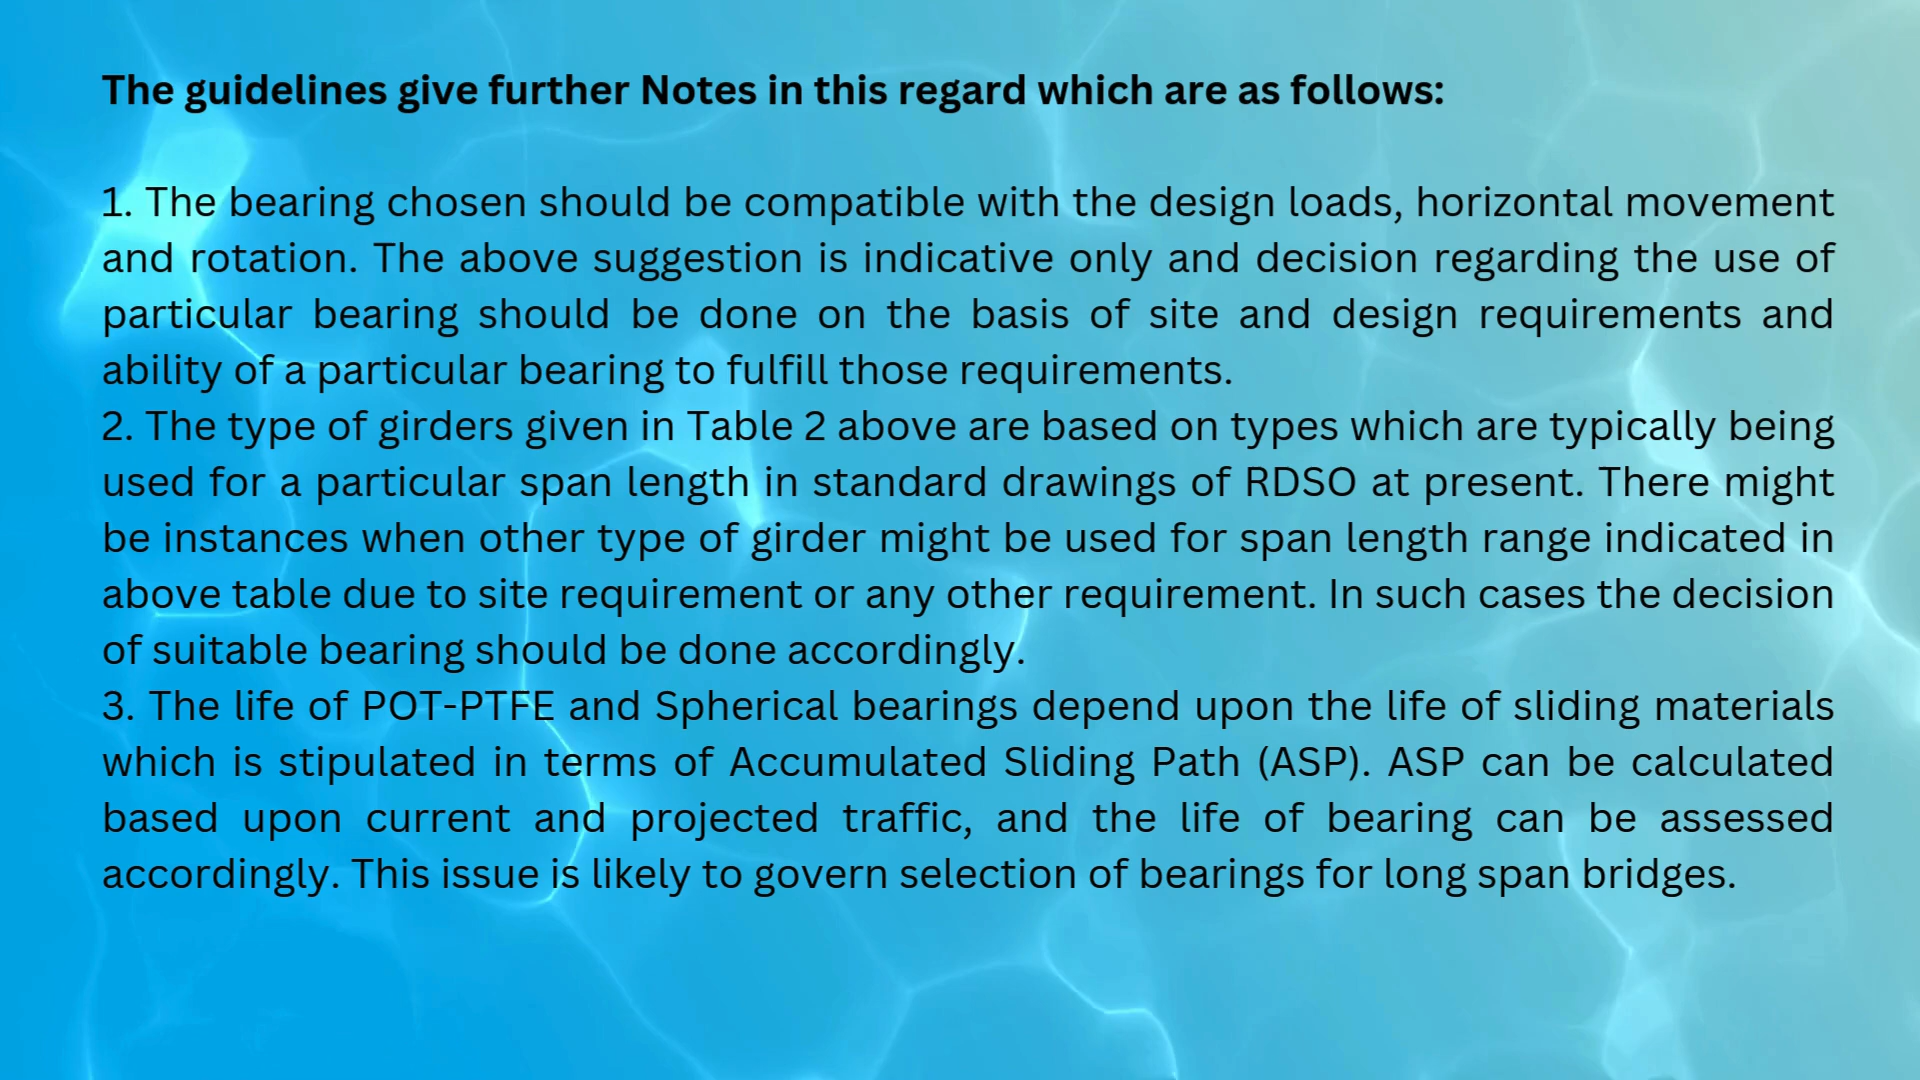 The guidelines give further Notes in this regard which are as follows:
1. The bearing chosen should be compatible with the design loads, horizontal movement
and rotation. The above suggestion is indicative only and decision regarding the use of
particular bearing should be done on the basis of site and design requirements and
ability of a particular bearing to fulfill those requirements.
2. The type of girders given in Table 2 above are based on types which are typically being
used for a particular span length in standard drawings of RDSO at present. There might
be instances when other type of girder might be used for span length range indicated in
above table due to site requirement or any other requirement. In such cases the decision
of suitable bearing should be done accordingly.
3. The life of POT-PTFE and Spherical bearings depend upon the life of sliding materials
which is stipulated in terms of Accumulated Sliding Path (ASP). ASP can be calculated
based upon current and projected traffic, and the life of bearing can be assessed
accordingly. This issue is likely to govern selection of bearings for long span bridges.